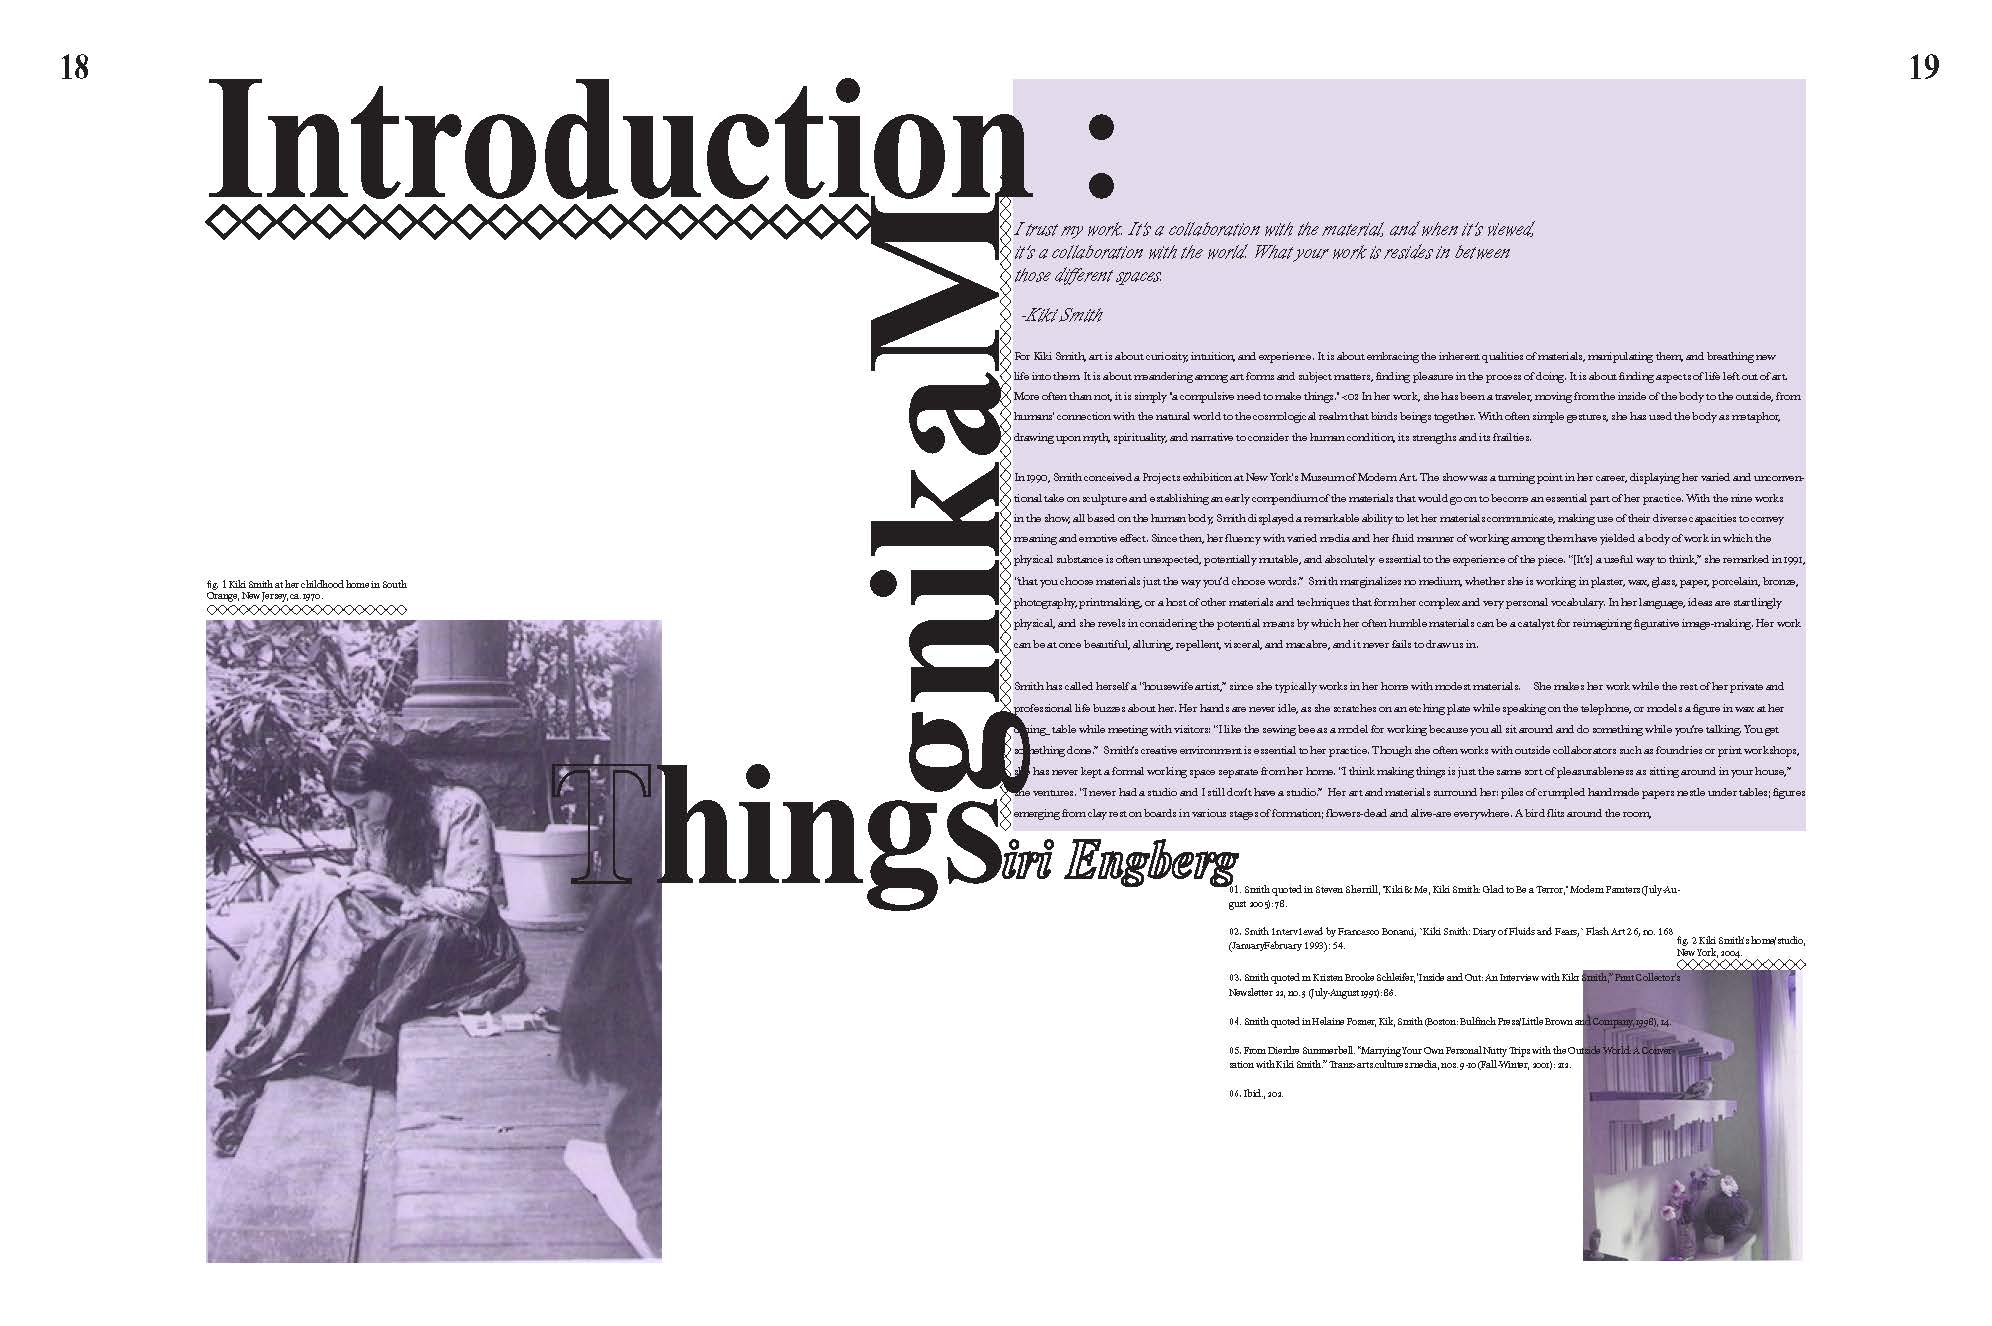 18
19
Introduction :
Making
Things
iri Engberg
I trust my work. It's a collaboration with the material, and when it's viewed,
it's a collaboration with the world. What your work is resides in between
those different spaces.
-Kiki Smith
For Kiki Smith, art is about curiosity, intuition, and experience. It is about embracing the inherent qualities of materials, manipulating them, and breathing new
life into them. It is about meandering among art forms and subject matters, finding pleasure in the process of doing. It is about finding aspects of life left out of art.
More often than not, it is simply "a compulsive need to make things." <02 In her work, she has been a traveler, moving from the inside of the body to the outside, from
humans' connection with the natural world to the cosmological realm that binds beings together. With often simple gestures, she has used the body as metaphor,
drawing upon myth, spirituality, and narrative to consider the human condition, its strengths and its frailties.
In 1990, Smith conceived a Projects exhibition at New York's Museum of Modern Art. The show was a turning point in her career, displaying her varied and unconven-
tional take on sculpture and establishing an early compendium of the materials that would go on to become an essential part of her practice. With the nine works
in the show, all based on the human body, Smith displayed a remarkable ability to let her materials communicate, making use of their diverse capacities to convey
meaning and emotive effect. Since then, her fluency with varied media and her fluid manner of working among them have yielded a body of work in which the
physical substance is often unexpected, potentially mutable, and absolutely essential to the experience of the piece. "[It's] a useful way to think," she remarked in 1991,
"that you choose materials just the way you'd choose words." Smith marginalizes no medium, whether she is working in plaster, wax, glass, paper, porcelain, bronze,
photography, printmaking, or a host of other materials and techniques that form her complex and very personal vocabulary. In her language, ideas are startlingly
physical, and she revels in considering the potential means by which her often humble materials can be a catalyst for reimagining figurative image-making. Her work
can be at once beautiful, alluring, repellent, visceral, and macabre, and it never fails to draw us in.
Smith has called herself a "housewife artist," since she typically works in her home with modest materials. She makes her work while the rest of her private and
professional life buzzes about her. Her hands are never idle, as she scratches on an etching plate while speaking on the telephone, or models a figure in wax at her
dining_ table while meeting with visitors: "I like the sewing bee as a model for working because you all sit around and do something while you're talking. You get
something done." Smith's creative environment is essential to her practice. Though she often works with outside collaborators such as foundries or print workshops,
she has never kept a formal working space separate from her home. "I think making things is just the same sort of pleasurableness as sitting around in your house,"
she ventures. "I never had a studio and I still don't have a studio." Her art and materials surround her: piles of crumpled handmade papers nestle under tables; figures
emerging from clay rest on boards in various stages of formation; flowers-dead and alive-are everywhere. A bird flits around the room,
fig. 1 Kiki Smith at her childhood home in South
Orange, New Jersey, ca. 1970.
01. Smith quoted in Steven Sherrill, "Kiki & Me, Kiki Smith: Glad to Be a Terror," Modern Pamters (July-Au-
gust 2005): 78.
02. Smith 1nterv1ewed by Francesco Bonami, `Kiki Smith: Diary of Fluids and Fears,` Flash Art 26, no. 168
(JanuaryFebruary 1993): 54.
03. Smith quoted m Kristen Brooke Schleifer, 'Inside and Out: An Interview with Kiki Smith," Print Collector's
Newsletter 22, no. 3 (July-August 1991): 86.
04. Smith quoted in Helaine Posner, Kik, Smith (Boston: Bulfinch Press/Little Brown and Company, 1998), 14.
05. From Dierdre Summerbell. "Marrying Your Own Personal Nutty Trips with the Outside World: A Conver-
sation with Kiki Smith." Trans>arts.cultures.media, nos. 9-10 (Fall-Winter, 2001): 212.
06. Ibid., 202.
fig. 2 Kiki Smith's home/studio,
New York, 2004.